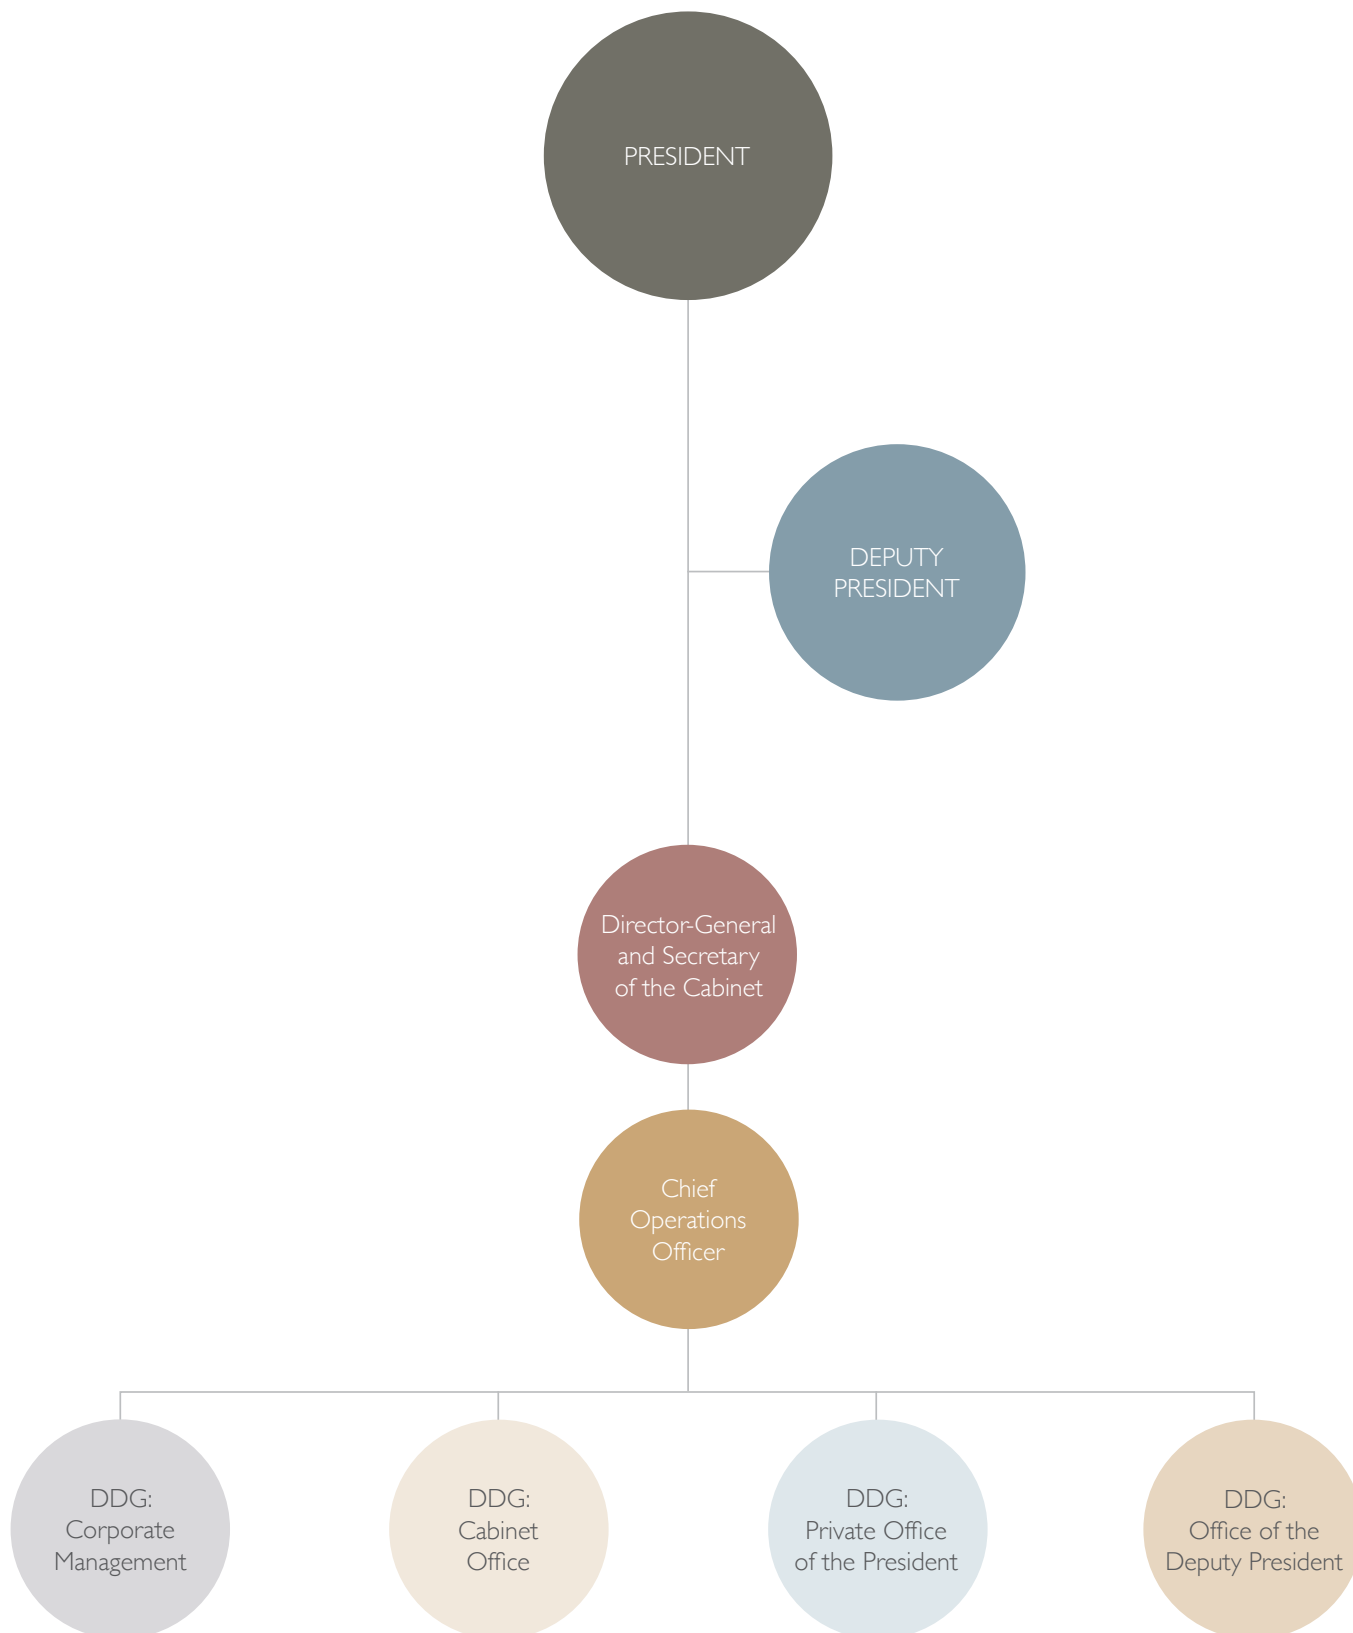 PRESIDENT
DEPUTY
PRESIDENT
Director-General
and Secretary
of the Cabinet
Chief
Operations
Officer
DDG:
Corporate
Management
DDG:
Cabinet
Office
DDG:
Private Office
of the President
DDG:
Office of the
Deputy President